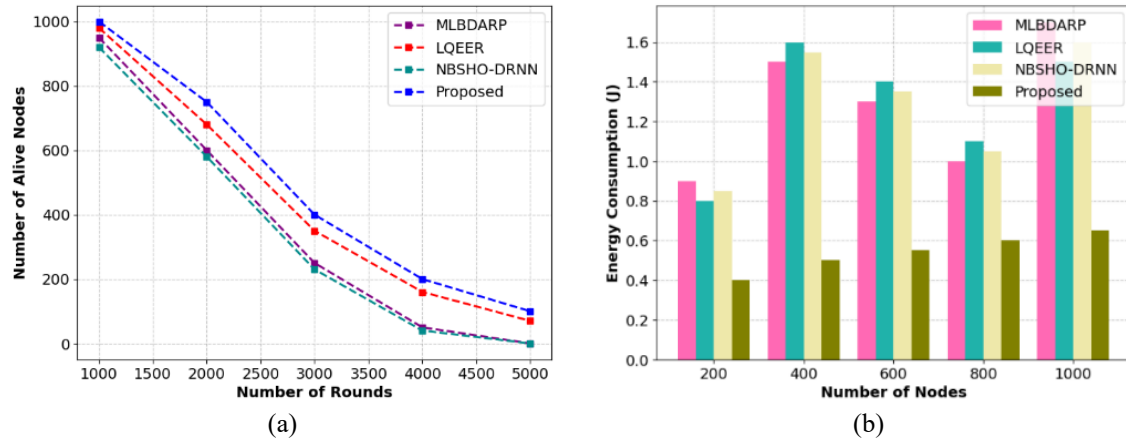 1000
800
600
400
200
0
Number of Alive Nodes
1000 1500 2000 2500 3000 3500 4000 4500 5000
Number of Rounds
MLBDARP
LQEER
NBSHO-DRNN
Proposed
(a)
1.6
1.4
1.2
1.0
0.8
0.6
0.4
0.2
0.0
Energy Consumption (J)
200 400 600 800 1000
Number of Nodes
MLBDARP
LQEER
NBSHO-DRNN
Proposed
(b)